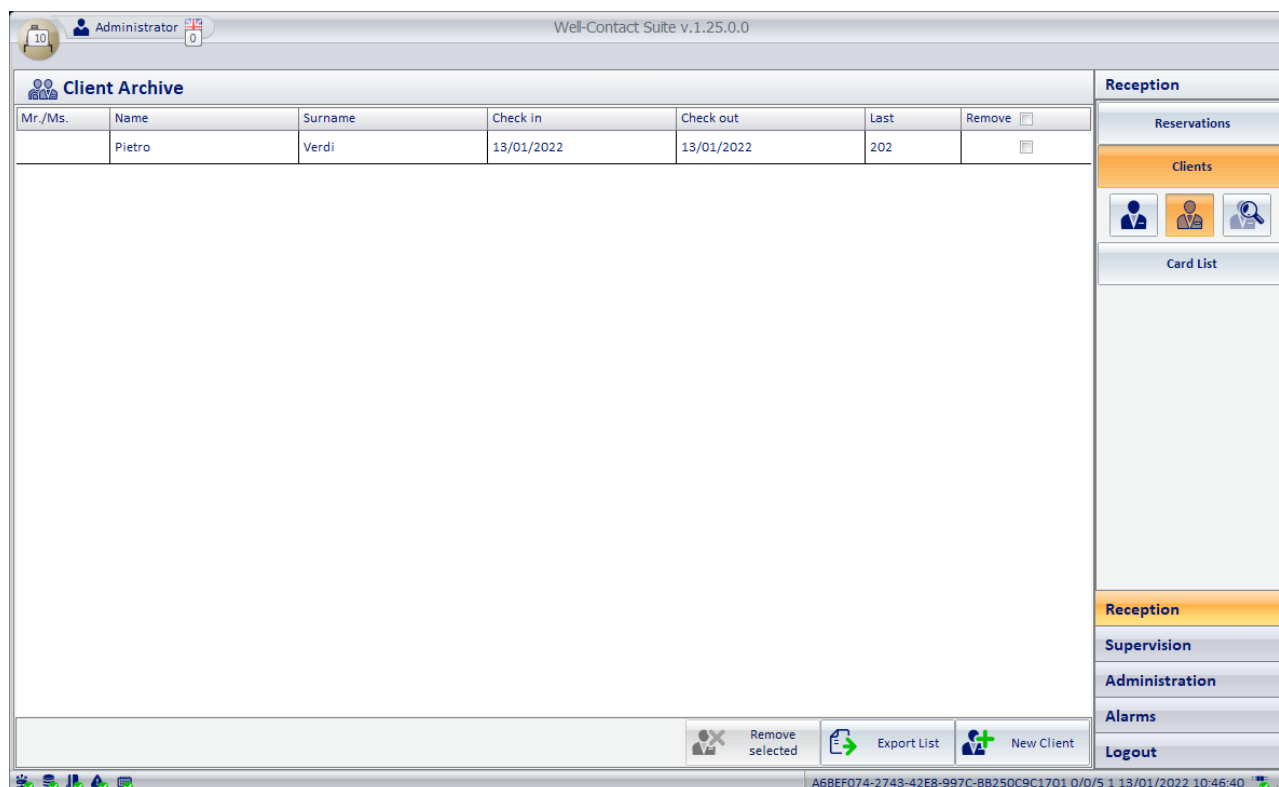 10 Administrator 0 Well-Contact Suite v.1.25.0.0
Client Archive
Mr./Ms. Name Surname Check in Check out Last Remove
Pietro Verdi 13/01/2022 13/01/2022 202
Remove selected
Export List
New Client
Reception
Reservations
Clients
Card List
Reception
Supervision
Administration
Alarms
Logout
A6BEF074-2743-42E8-997C-BB250C9C1701 0/0/5 1 13/01/2022 10:46:40